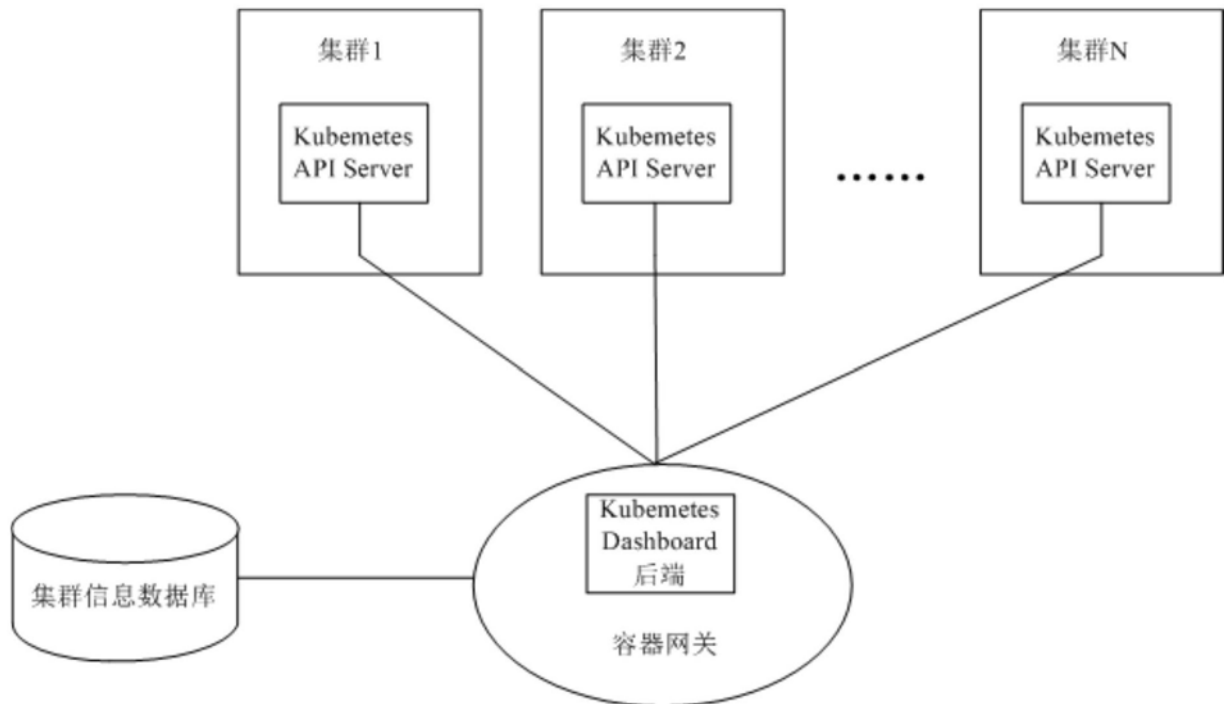 集群1
Kubemetes
API Server
集群2
Kubemetes
API Server
……
集群N
Kubemetes
API Server
集群信息数据库
Kubemetes
Dashboard
后端
容器网关